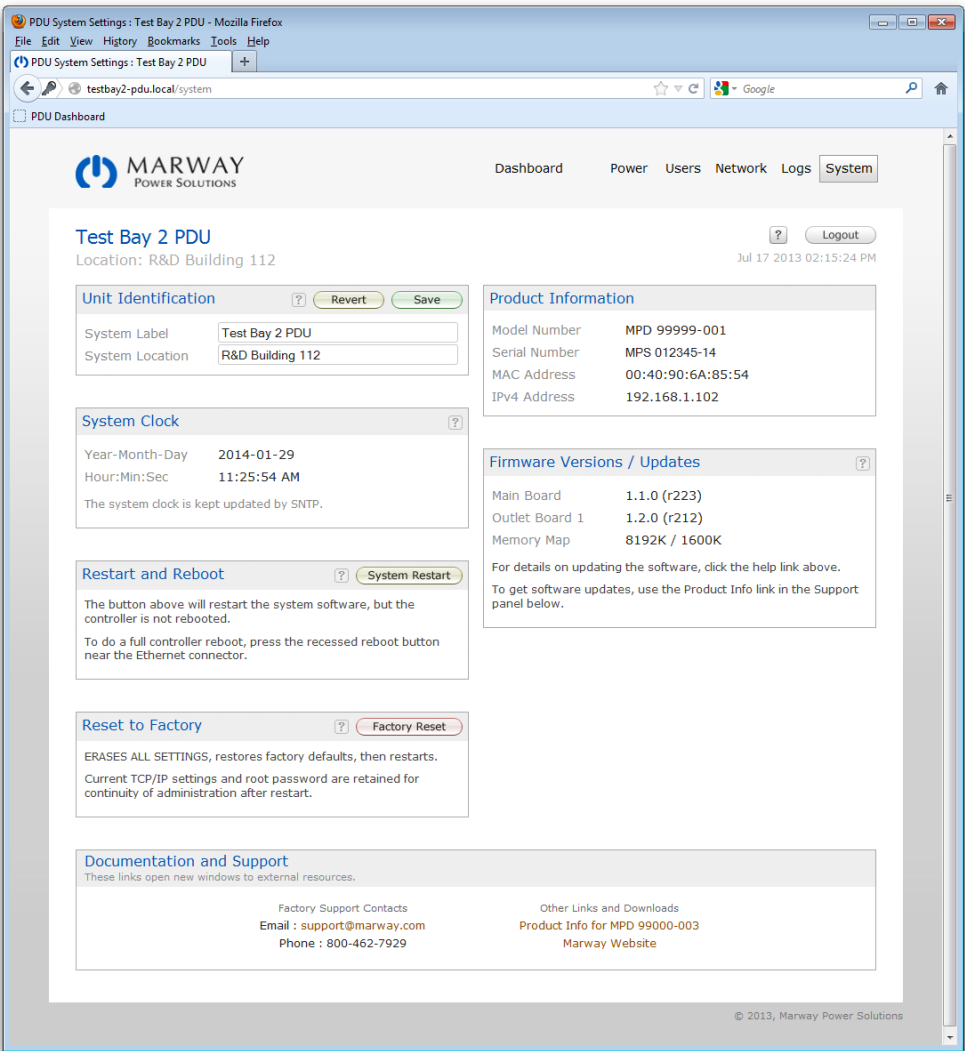 PDU System Settings : Test Bay 2 PDU - Mozilla Firefox
File Edit View History Bookmarks Tools Help
PDU System Settings : Test Bay 2 PDU +
testbay2-pdu.local/system Google
PDU Dashboard
MARWAY
POWER SOLUTIONS
Dashboard Power Users Network Logs System
Test Bay 2 PDU
? Logout
Location: R&D Building 112
Jul 17 2013 02:15:24 PM
Unit Identification ? Revert Save
System Label Test Bay 2 PDU
System Location R&D Building 112
System Clock ?
Year-Month-Day 2014-01-29
Hour:Min:Sec 11:25:54 AM
The system clock is kept updated by SNTP.
Restart and Reboot ? System Restart
The button above will restart the system software, but the
controller is not rebooted.
To do a full controller reboot, press the recessed reboot button
near the Ethernet connector.
Reset to Factory ? Factory Reset
ERASES ALL SETTINGS, restores factory defaults, then restarts.
Current TCP/IP settings and root password are retained for
continuity of administration after restart.
Product Information
Model Number MPD 99999-001
Serial Number MPS 012345-14
MAC Address 00:40:90:6A:85:54
IPv4 Address 192.168.1.102
Firmware Versions / Updates ?
Main Board 1.1.0 (r223)
Outlet Board 1 1.2.0 (r212)
Memory Map 8192K / 1600K
For details on updating the software, click the help link above.
To get software updates, use the Product Info link in the Support
panel below.
Documentation and Support
These links open new windows to external resources.
Factory Support Contacts
Email : support@marway.com
Phone : 800-462-7929
Other Links and Downloads
Product Info for MPD 99000-003
Marway Website
© 2013, Marway Power Solutions